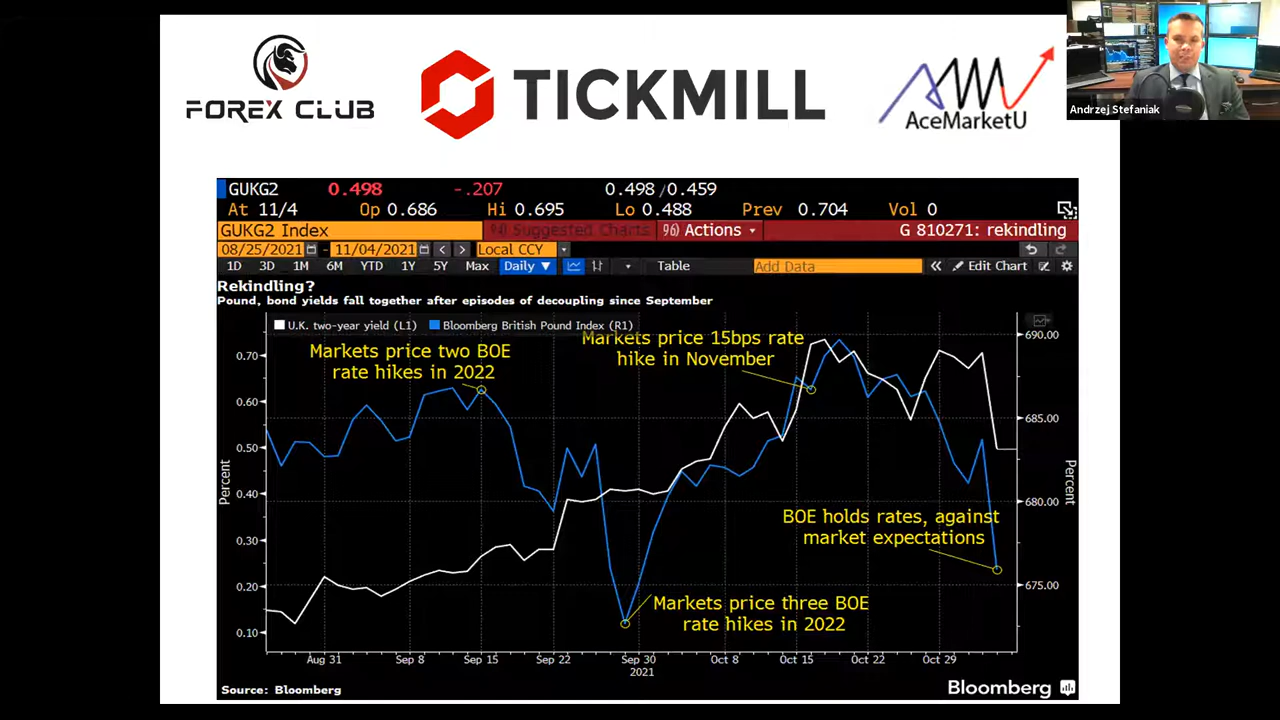 FOREX CLUB
TICKMILL
AceMarketU
Andrzej Stefaniak
GUKG2 0.498 -.207 0.498 /0.459
At 11/4 Op 0.686 Hi 0.695 Lo 0.488 Prev 0.704 Vol 0
GUKG2 Index 94) Suggested Charts 96) Actions G 810271: rekindling
08/25/2021 - 11/04/2021 < > Local CCY
1D 3D 1M 6M YTD 1Y 5Y Max Daily Table Add Data « Edit Chart
Rekindling?
Pound, bond yields fall together after episodes of decoupling since September
U.K. two-year yield (L1) Bloomberg British Pound Index (R1)
Markets price two BOE
rate hikes in 2022
Markets price 15bps rate
hike in November
BOE holds rates, against
market expectations
Markets price three BOE
rate hikes in 2022
Percent
0.70
0.60
0.50
0.40
0.30
0.20
0.10
690.00
685.00
680.00
675.00
Percent
Aug 31 Sep 8 Sep 15 Sep 22 Sep 30 Oct 8 Oct 15 Oct 22 Oct 29
2021
Source: Bloomberg
Bloomberg